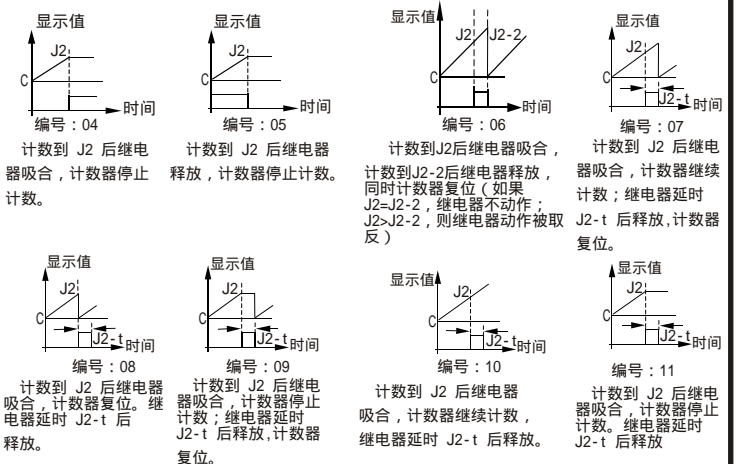 显示值
J2
C
时间
编号：04
计数到 J2 后继电
器吸合，计数器停止
计数。
显示值
J2
C
时间
编号：05
计数到 J2 后继电器
释放，计数器停止计数。
显示值
J2
J2-2
C
时间
编号：06
计数到J2后继电器吸合，
计数到J2-2后继电器释放，
同时计数器复位（如果
J2=J2-2，继电器不动作；
J2>J2-2，则继电器动作被取
反）
显示值
J2
C
J2-t
时间
编号：07
计数到 J2 后继电
器吸合，计数器继续
计数；继电器延时
J2-t 后释放,计数器
复位。
显示值
J2
C
J2-t
时间
编号：08
计数到 J2 后继电器
吸合，计数器复位。继
电器延时 J2-t 后
释放。
显示值
J2
C
J2-t
时间
编号：09
计数到 J2 后继电
器吸合，计数器停止
计数；继电器延时
J2-t 后释放,计数器
复位。
显示值
J2
C
J2-t
时间
编号：10
计数到 J2 后继电器
吸合，计数器继续计数，
继电器延时 J2-t 后释放。
显示值
J2
C
J2-t
时间
编号：11
计数到 J2 后继电
器吸合，计数器停止
计数。继电器延时
J2-t 后释放